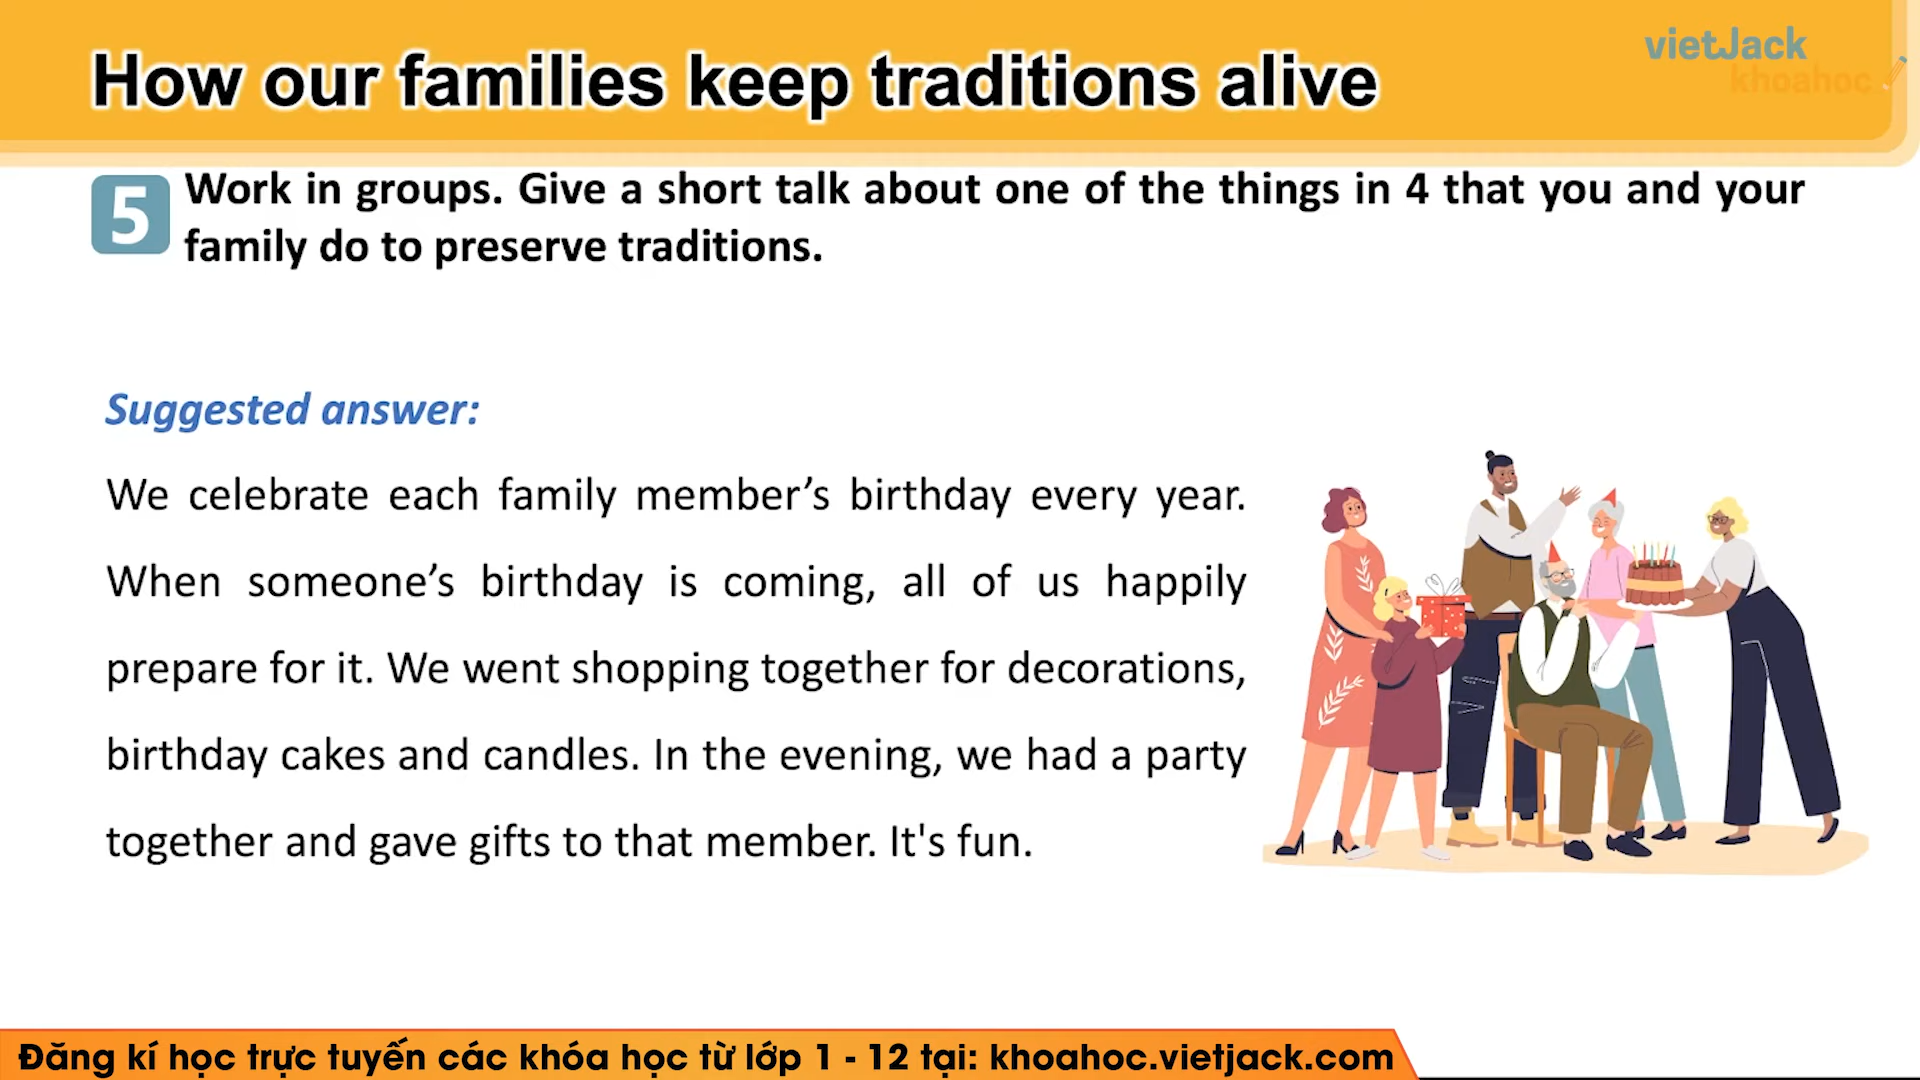 How our families keep traditions alive
vietJack
khoahoc
5 Work in groups. Give a short talk about one of the things in 4 that you and your
family do to preserve traditions.
Suggested answer:
We celebrate each family member’s birthday every year.
When someone’s birthday is coming, all of us happily
prepare for it. We went shopping together for decorations,
birthday cakes and candles. In the evening, we had a party
together and gave gifts to that member. It's fun.
Đăng kí học trực tuyến các khóa học từ lớp 1 - 12 tại: khoahoc.vietjack.com